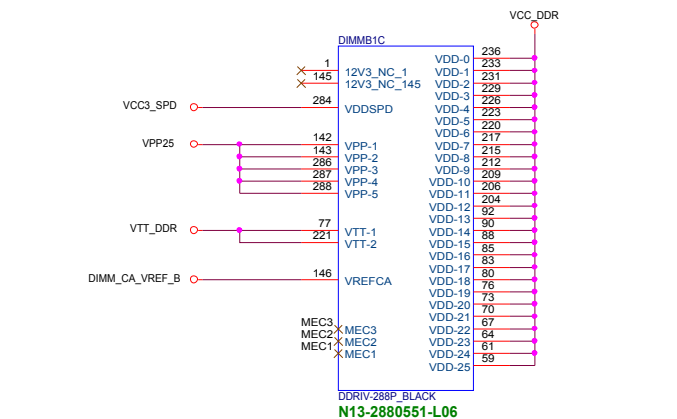 VCC_DDR
DIMMB1C
1 12V3_NC_1
145 12V3_NC_145
VCC3_SPD 284 VDDSPD
VPP25 142 VPP-1
143 VPP-2
286 VPP-3
287 VPP-4
288 VPP-5
VTT_DDR 77 VTT-1
221 VTT-2
DIMM_CA_VREF_B 146 VREFCA
MEC3 MEC3
MEC2 MEC2
MEC1 MEC1
VDD-0 236
VDD-1 233
VDD-2 231
VDD-3 229
VDD-4 226
VDD-5 223
VDD-6 220
VDD-7 217
VDD-8 215
VDD-9 212
VDD-10 209
VDD-11 206
VDD-12 204
VDD-13 92
VDD-14 90
VDD-15 88
VDD-16 85
VDD-17 83
VDD-18 80
VDD-19 76
VDD-20 73
VDD-21 70
VDD-22 67
VDD-23 64
VDD-24 61
VDD-25 59
DDRIV-288P_BLACK
N13-2880551-L06